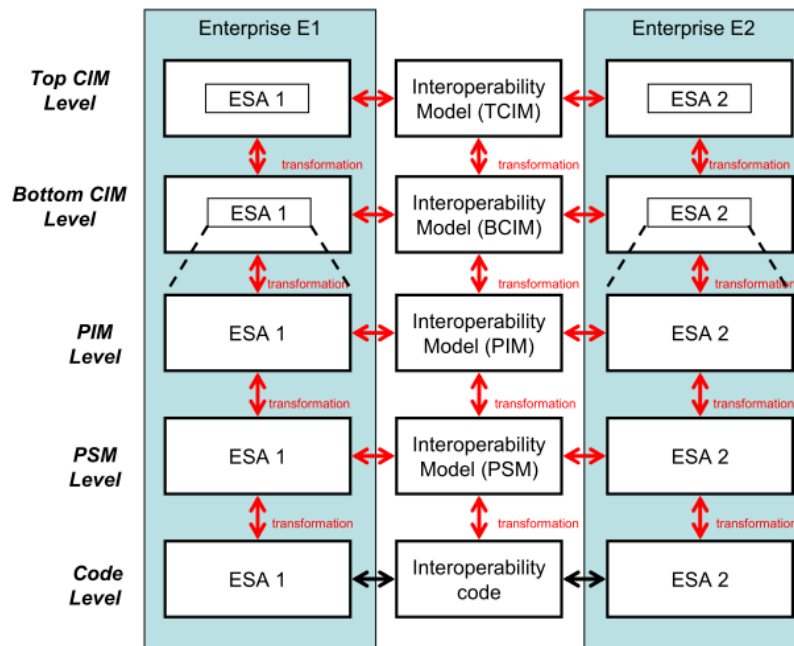 Enterprise E1
Enterprise E2
Top CIM
Level
ESA 1
Interoperability
Model (TCIM)
ESA 2
transformation
transformation
transformation
Bottom CIM
Level
ESA 1
Interoperability
Model (BCIM)
ESA 2
transformation
transformation
transformation
PIM
Level
ESA 1
Interoperability
Model (PIM)
ESA 2
transformation
transformation
transformation
PSM
Level
ESA 1
Interoperability
Model (PSM)
ESA 2
transformation
transformation
transformation
Code
Level
ESA 1
Interoperability
code
ESA 2